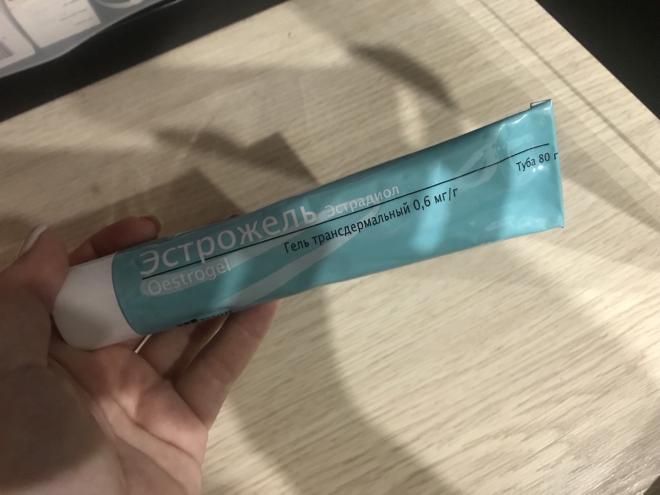 Эстрожель Эстрадиол
Oestrogel
Гель трансдермальный 0,6 мг/г
Туба 80 г